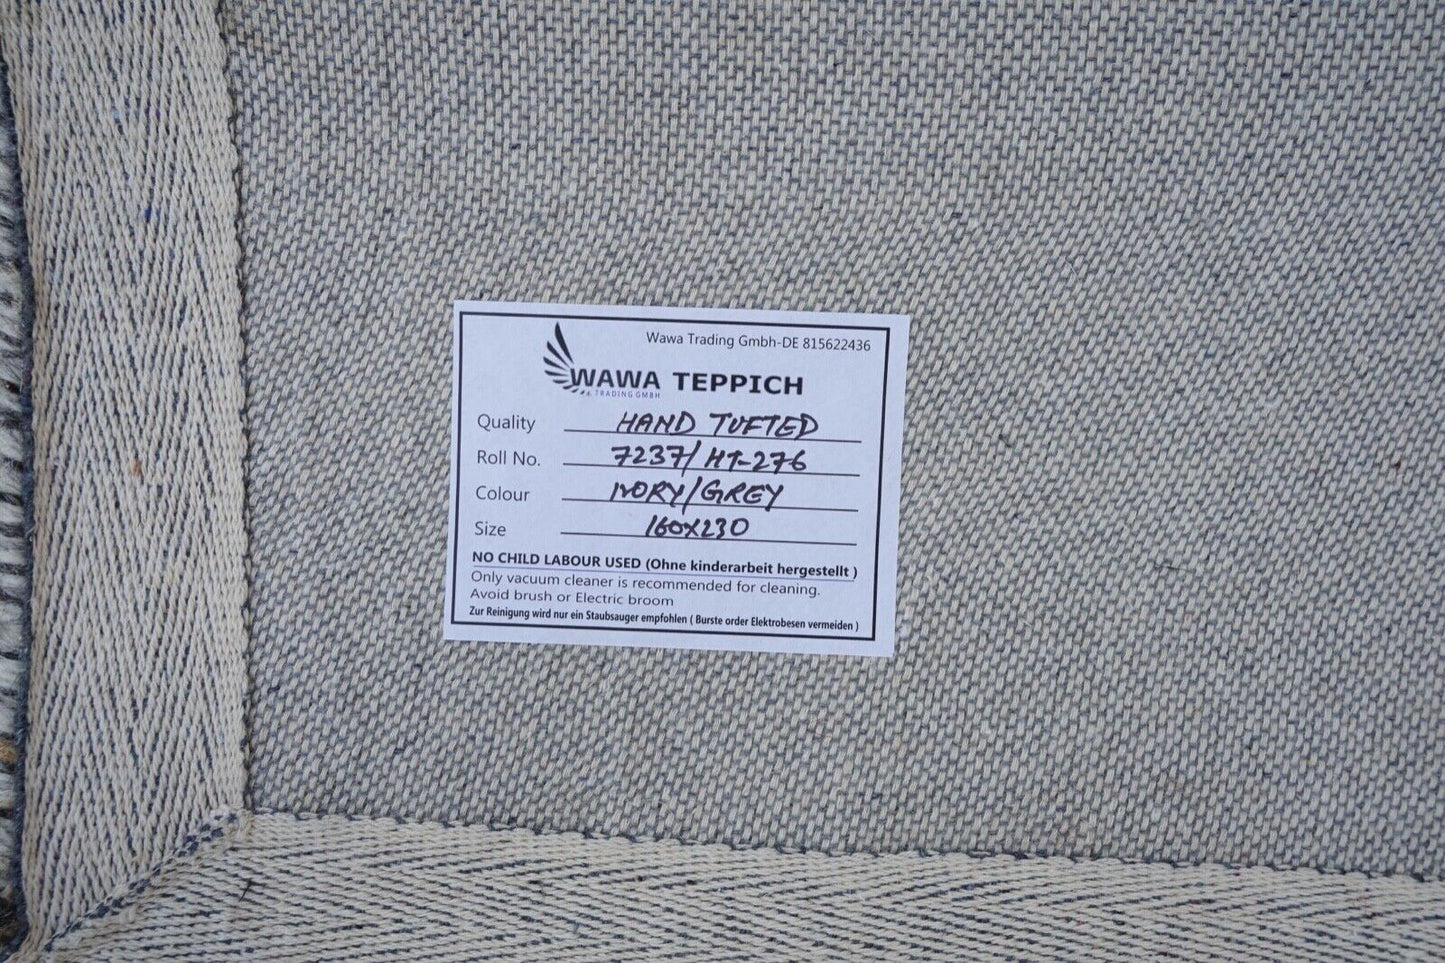 Wawa Trading Gmbh-DE 815622436
WAWA TEPPICH
TRADING GMBH
Quality HAND TUFTED
Roll No. 7237/HT-276
Colour IVORY/GREY
Size 160X230
NO CHILD LABOUR USED (Ohne kinderarbeit hergestellt )
Only vacuum cleaner is recommended for cleaning.
Avoid brush or Electric broom
Zur Reinigung wird nur ein Staubsauger empfohlen ( Burste order Elektrobesen vermeiden )